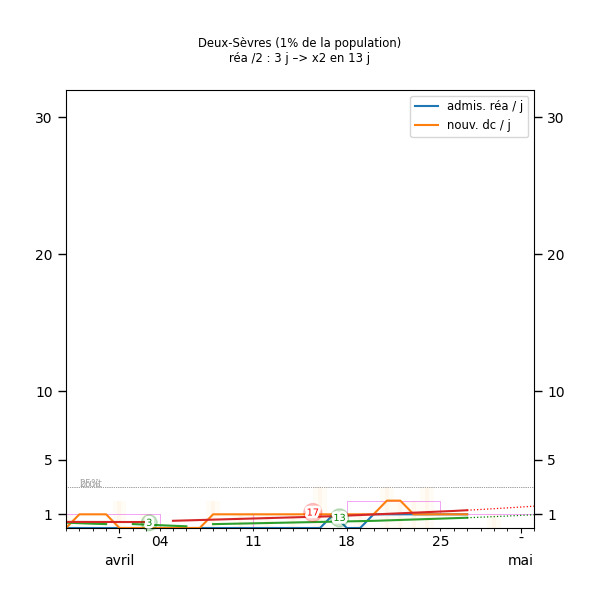 Deux-Sèvres (1% de la population)
réa /2 : 3 j –> x2 en 13 j
admis. réa / j
nouv. dc / j
30 30
20 20
10 10
5 5
17
13
3
1 1
- 04 11 18 25 -
avril mai